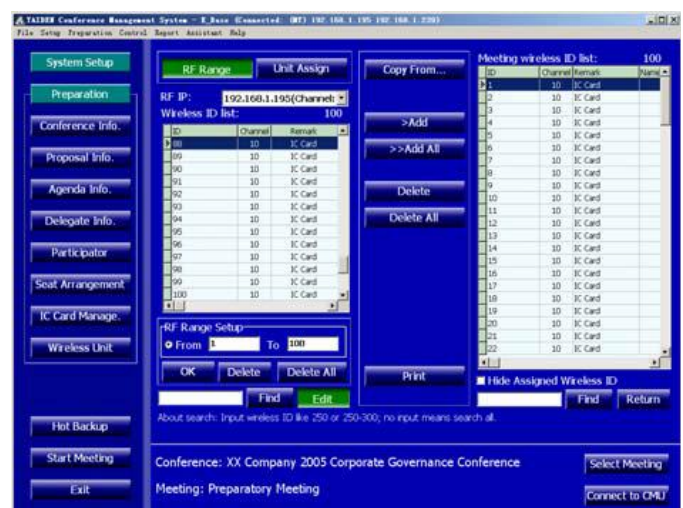 TAIDEN Conference Management System - E_Base (Connected: (WT) 192.168.1.195 192.168.1.239)
File Setup Preparation Control Report Assistant Help
System Setup
Preparation
Conference Info.
Proposal Info.
Agenda Info.
Delegate Info.
Participator
Seat Arrangement
IC Card Manage.
Wireless Unit
Hot Backup
Start Meeting
Exit
RF Range Unit Assign
RF IP: 192.168.1.195(Channel:
Wireless ID list: 100
ID Channel Remark
88 10 IC Card
89 10 IC Card
90 10 IC Card
91 10 IC Card
92 10 IC Card
93 10 IC Card
94 10 IC Card
95 10 IC Card
96 10 IC Card
97 10 IC Card
98 10 IC Card
99 10 IC Card
100 10 IC Card
RF Range Setup
From 1 To 100
OK Delete Delete All
Find Edit
About search: Input wireless ID like 250 or 250-300; no input means search all.
Copy From...
>Add
>>Add All
Delete
Delete All
Print
Meeting wireless ID list: 100
ID Channel Remark Name
1 10 IC Card
2 10 IC Card
3 10 IC Card
4 10 IC Card
5 10 IC Card
6 10 IC Card
7 10 IC Card
8 10 IC Card
9 10 IC Card
10 10 IC Card
11 10 IC Card
12 10 IC Card
13 10 IC Card
14 10 IC Card
15 10 IC Card
16 10 IC Card
17 10 IC Card
18 10 IC Card
19 10 IC Card
20 10 IC Card
21 10 IC Card
22 10 IC Card
Hide Assigned Wireless ID
Find Return
Conference: XX Company 2005 Corporate Governance Conference
Meeting: Preparatory Meeting
Select Meeting
Connect to CMU